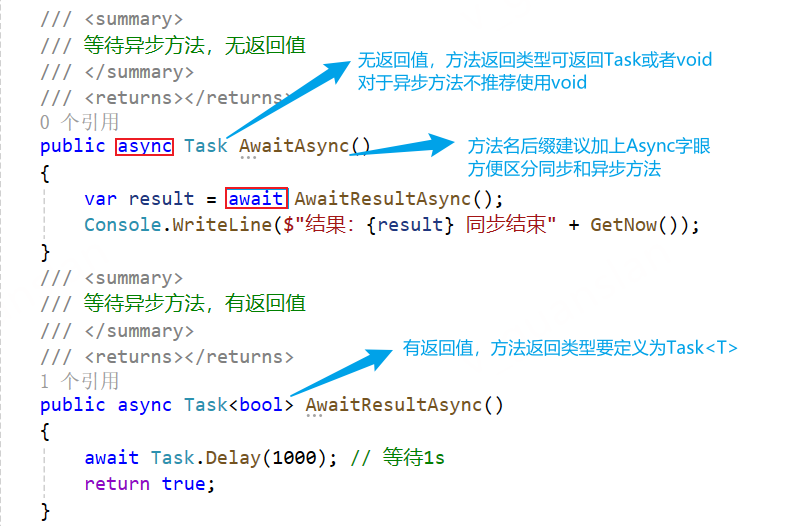 /// <summary>
/// 等待异步方法，无返回值
/// </summary>
/// <returns></returns>
0 个引用
public async Task AwaitAsync()
{
var result = await AwaitResultAsync();
Console.WriteLine($"结果：{result} 同步结束" + GetNow());
}
无返回值，方法返回类型可返回Task或者void
对于异步方法不推荐使用void
方法名后缀建议加上Async字眼
方便区分同步和异步方法
/// <summary>
/// 等待异步方法，有返回值
/// </summary>
/// <returns></returns>
1 个引用
public async Task<bool> AwaitResultAsync()
{
await Task.Delay(1000); // 等待1s
return true;
}
有返回值，方法返回类型要定义为Task<T>